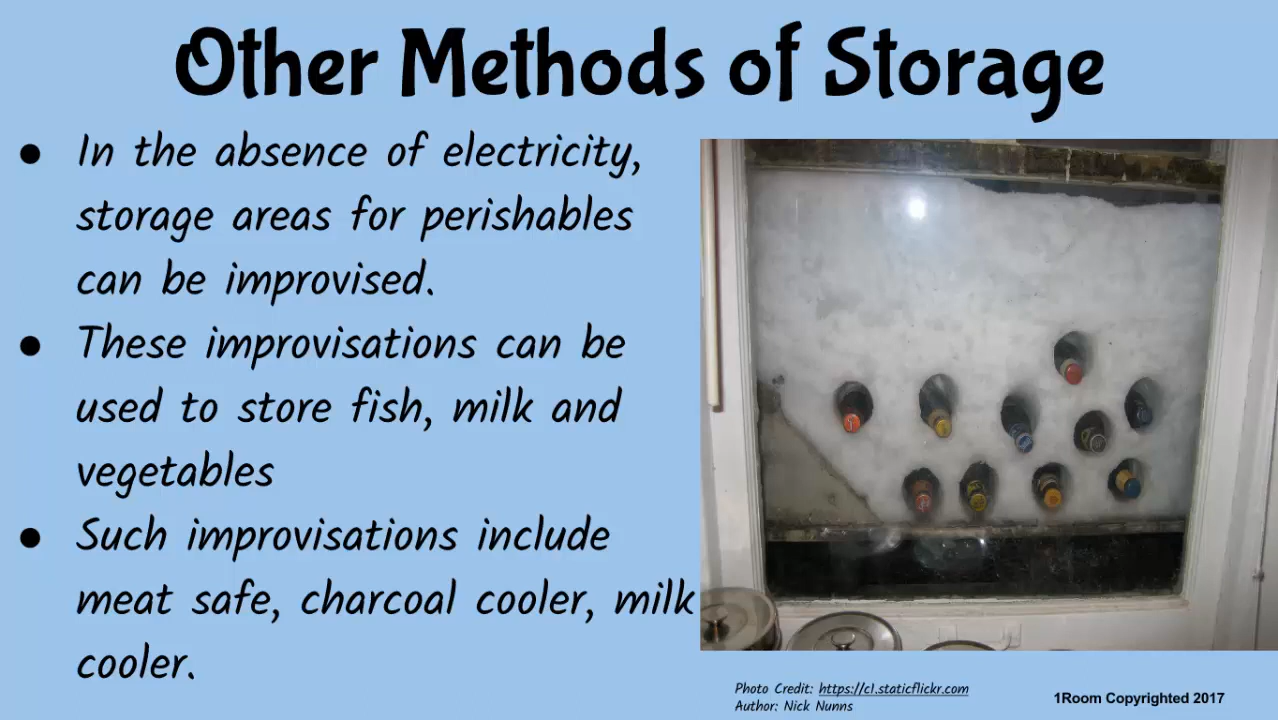 Other Methods of Storage
● In the absence of electricity,
storage areas for perishables
can be improvised.
● These improvisations can be
used to store fish, milk and
vegetables
● Such improvisations include
meat safe, charcoal cooler, milk
cooler.
Photo Credit: https://c1.staticflickr.com
Author: Nick Nunns
1Room Copyrighted 2017